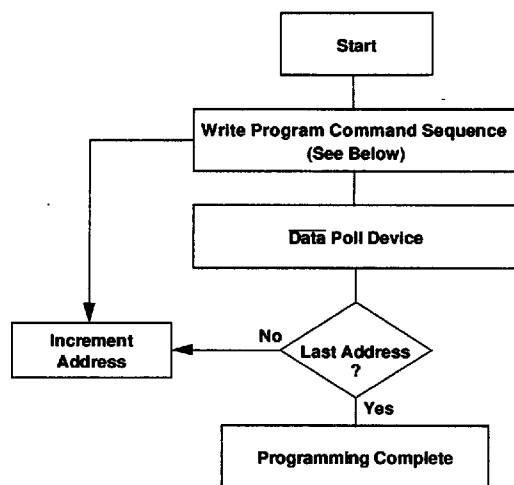 Start
Write Program Command Sequence
(See Below)
Data Poll Device
Increment
Address
No
Last Address
?
Yes
Programming Complete